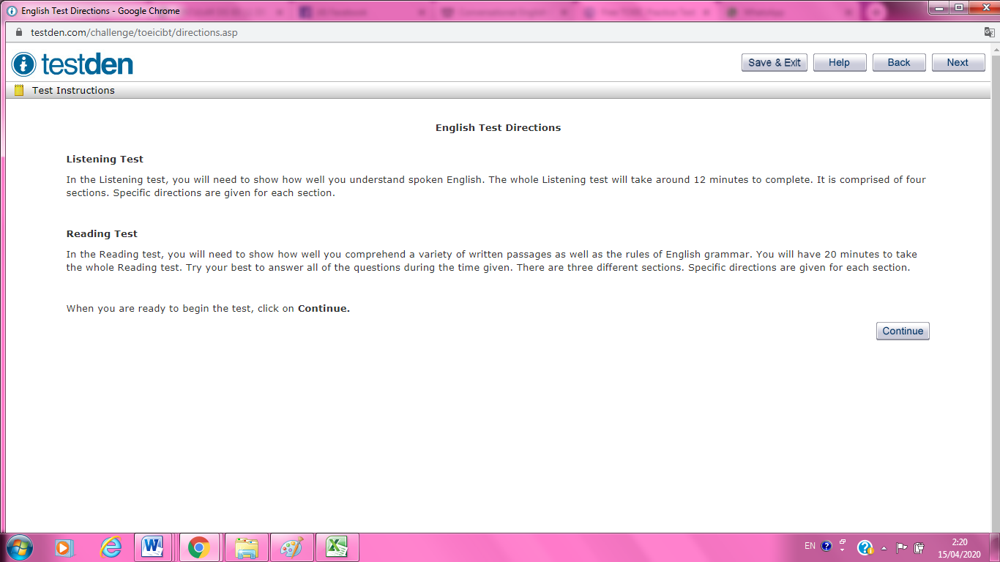 English Test Directions - Google Chrome
testden.com/challenge/toeicibt/directions.asp
testden
Save & Exit
Help
Back
Next
Test Instructions
English Test Directions
Listening Test
In the Listening test, you will need to show how well you understand spoken English. The whole Listening test will take around 12 minutes to complete. It is comprised of four
sections. Specific directions are given for each section.
Reading Test
In the Reading test, you will need to show how well you comprehend a variety of written passages as well as the rules of English grammar. You will have 20 minutes to take
the whole Reading test. Try your best to answer all of the questions during the time given. There are three different sections. Specific directions are given for each section.
When you are ready to begin the test, click on Continue.
Continue
EN
2:20
15/04/2020